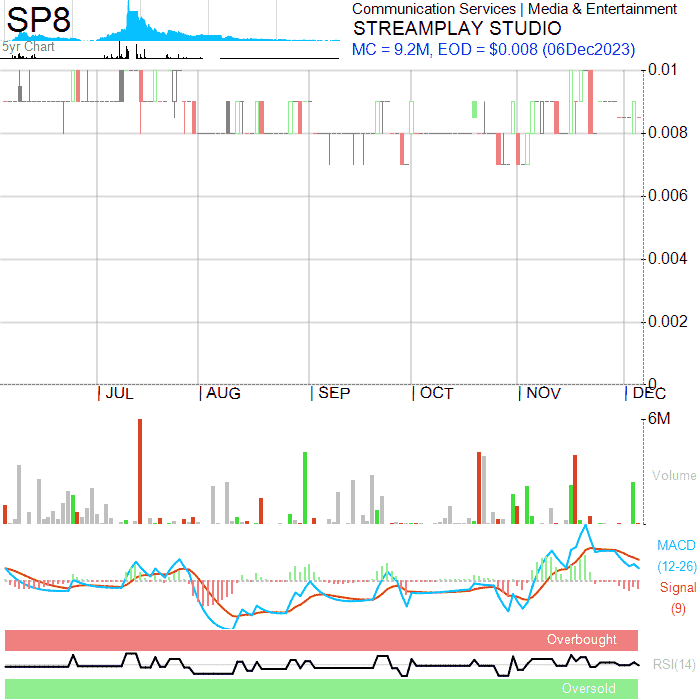 SP8
5yr Chart
Communication Services | Media & Entertainment
STREAMPLAY STUDIO
MC = 9.2M, EOD = $0.008 (06Dec2023)
0.01
0.008
0.006
0.004
0.002
0
JUL AUG SEP OCT NOV DEC
6M
Volume
MACD
(12-26)
Signal
(9)
Overbought
RSI(14)
Oversold